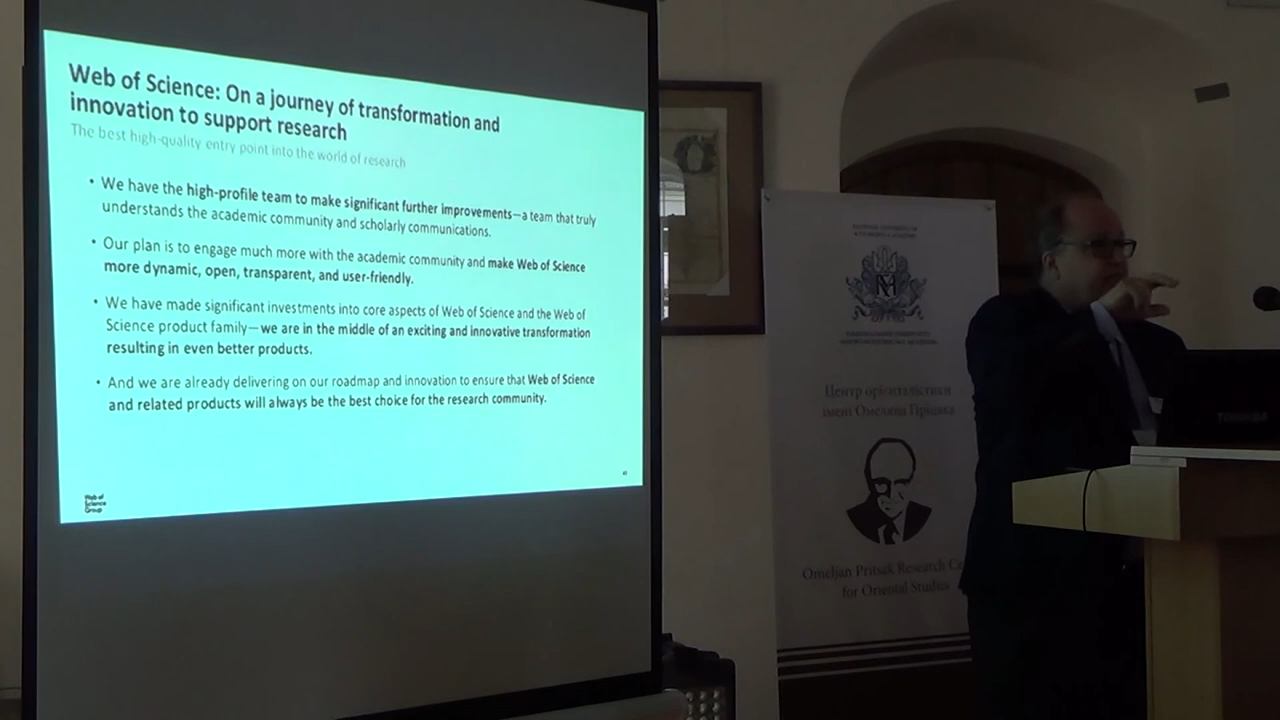 Web of Science: On a journey of transformation and
innovation to support research
The best high-quality entry point into the world of research
• We have the high-profile team to make significant further improvements—a team that truly
understands the academic community and scholarly communications.
• Our plan is to engage much more with the academic community and make Web of Science
more dynamic, open, transparent, and user-friendly.
• We have made significant investments into core aspects of Web of Science and the Web of
Science product family—we are in the middle of an exciting and innovative transformation
resulting in even better products.
• And we are already delivering on our roadmap and innovation to ensure that Web of Science
and related products will always be the best choice for the research community.
Web of
Science
Group
Центр орієнталістики
імені Омеляна Пріцака
Omeljan Pritsak Research
for Oriental Studies
TOSHIBA